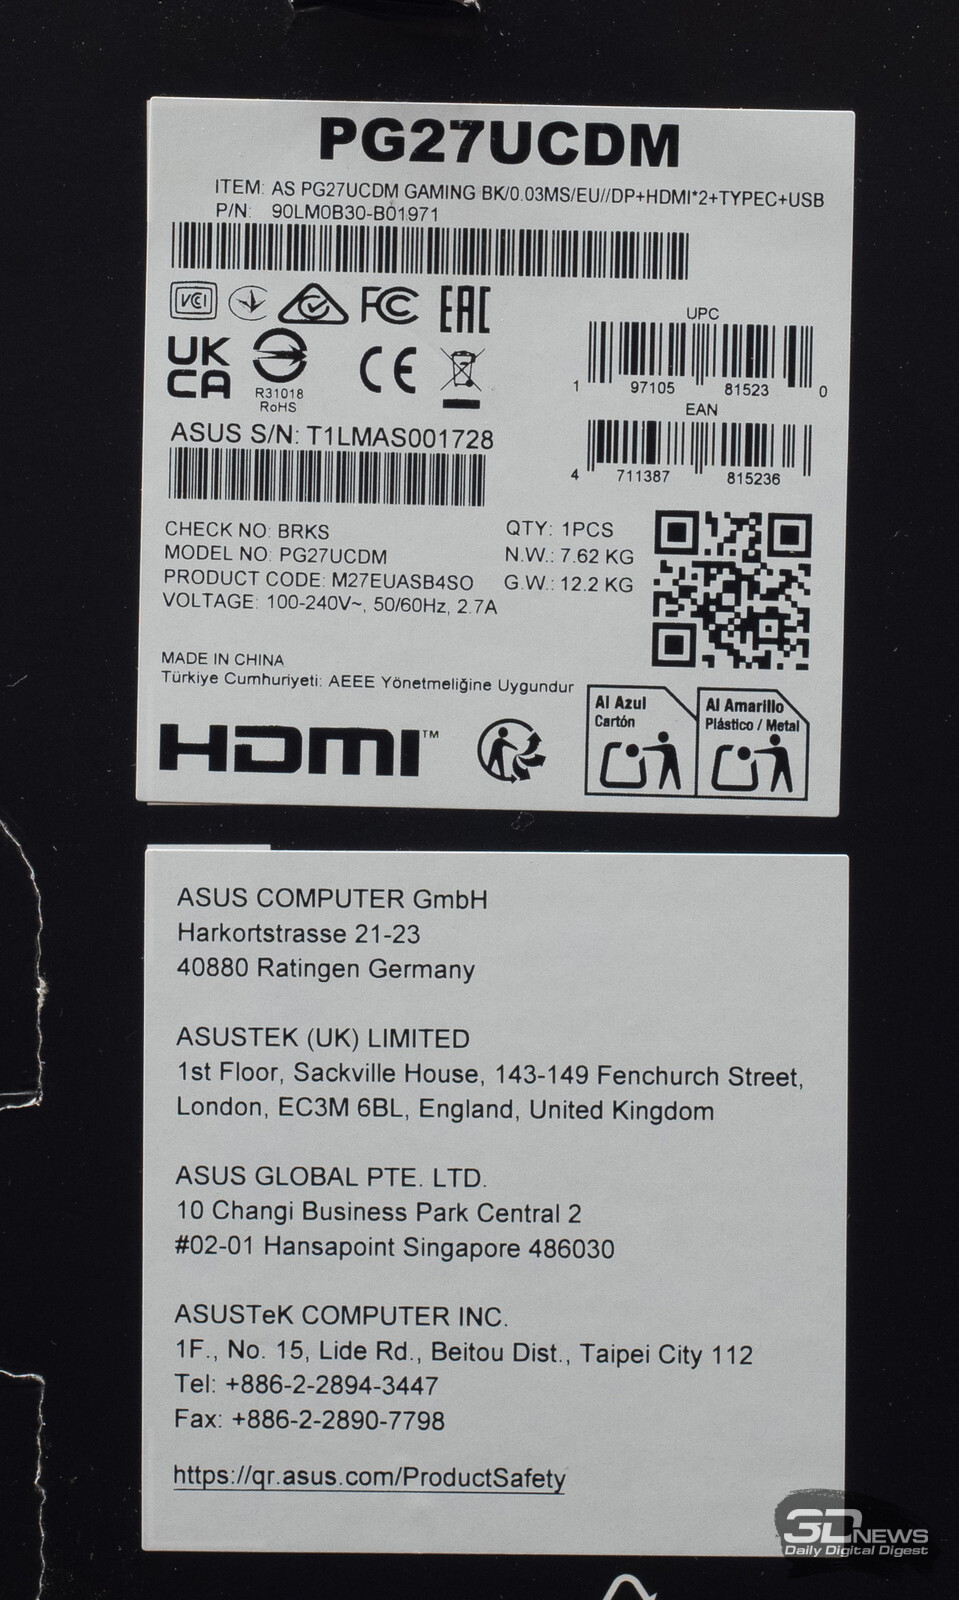 PG27UCDM
ITEM: AS PG27UCDM GAMING BK/0.03MS/EU//DP+HDMI*2+TYPEC+USB
P/N: 90LM0B30-B01971
VCI
FC
EAC
UPC
1 97105 81523 0
UK
CA
CE
R31018
RoHS
EAN
4 711387 815236
ASUS S/N: T1LMAS001728
CHECK NO: BRKS
QTY: 1PCS
MODEL NO: PG27UCDM
N.W.: 7.62 KG
PRODUCT CODE: M27EUASB4SO
G.W.: 12.2 KG
VOLTAGE: 100-240V~, 50/60Hz, 2.7A
MADE IN CHINA
Türkiye Cumhuriyeti: AEEE Yönetmeliğine Uygundur
HDMI™
Al Azul
Cartón
Al Amarillo
Plástico / Metal
ASUS COMPUTER GmbH
Harkortstrasse 21-23
40880 Ratingen Germany
ASUSTEK (UK) LIMITED
1st Floor, Sackville House, 143-149 Fenchurch Street,
London, EC3M 6BL, England, United Kingdom
ASUS GLOBAL PTE. LTD.
10 Changi Business Park Central 2
#02-01 Hansapoint Singapore 486030
ASUSTeK COMPUTER INC.
1F., No. 15, Lide Rd., Beitou Dist., Taipei City 112
Tel: +886-2-2894-3447
Fax: +886-2-2890-7798
https://qr.asus.com/ProductSafety
3DNEWS
Daily Digital Digest